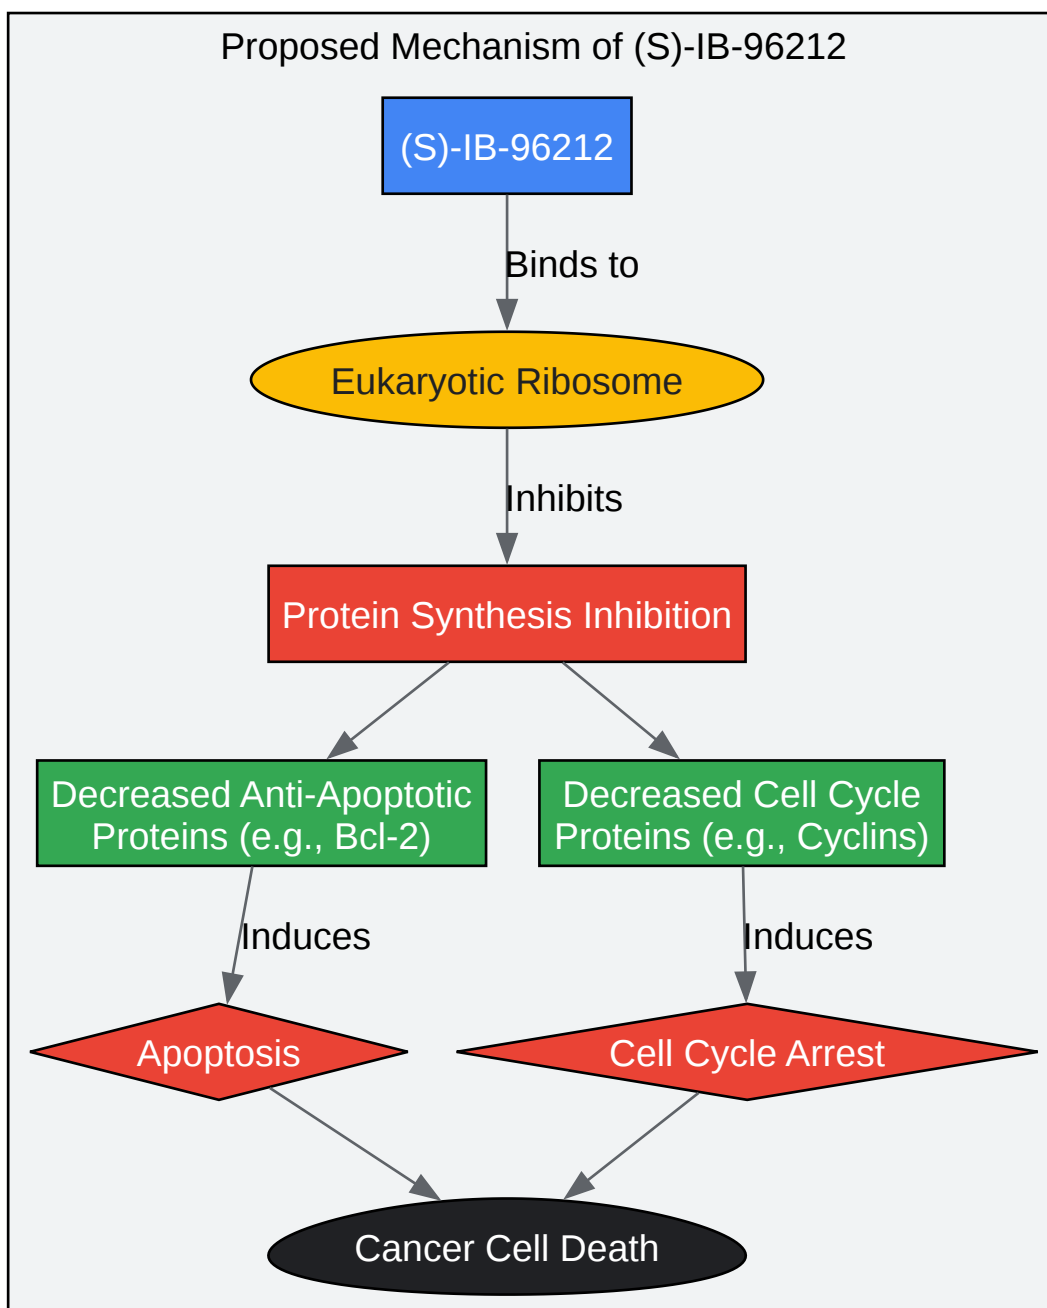 Proposed Mechanism of (S)-IB-96212
(S)-IB-96212
Binds to
Eukaryotic Ribosome
Inhibits
Protein Synthesis Inhibition
Decreased Anti-Apoptotic
Proteins (e.g., Bcl-2)
Decreased Cell Cycle
Proteins (e.g., Cyclins)
Induces
Induces
Apoptosis
Cell Cycle Arrest
Cancer Cell Death